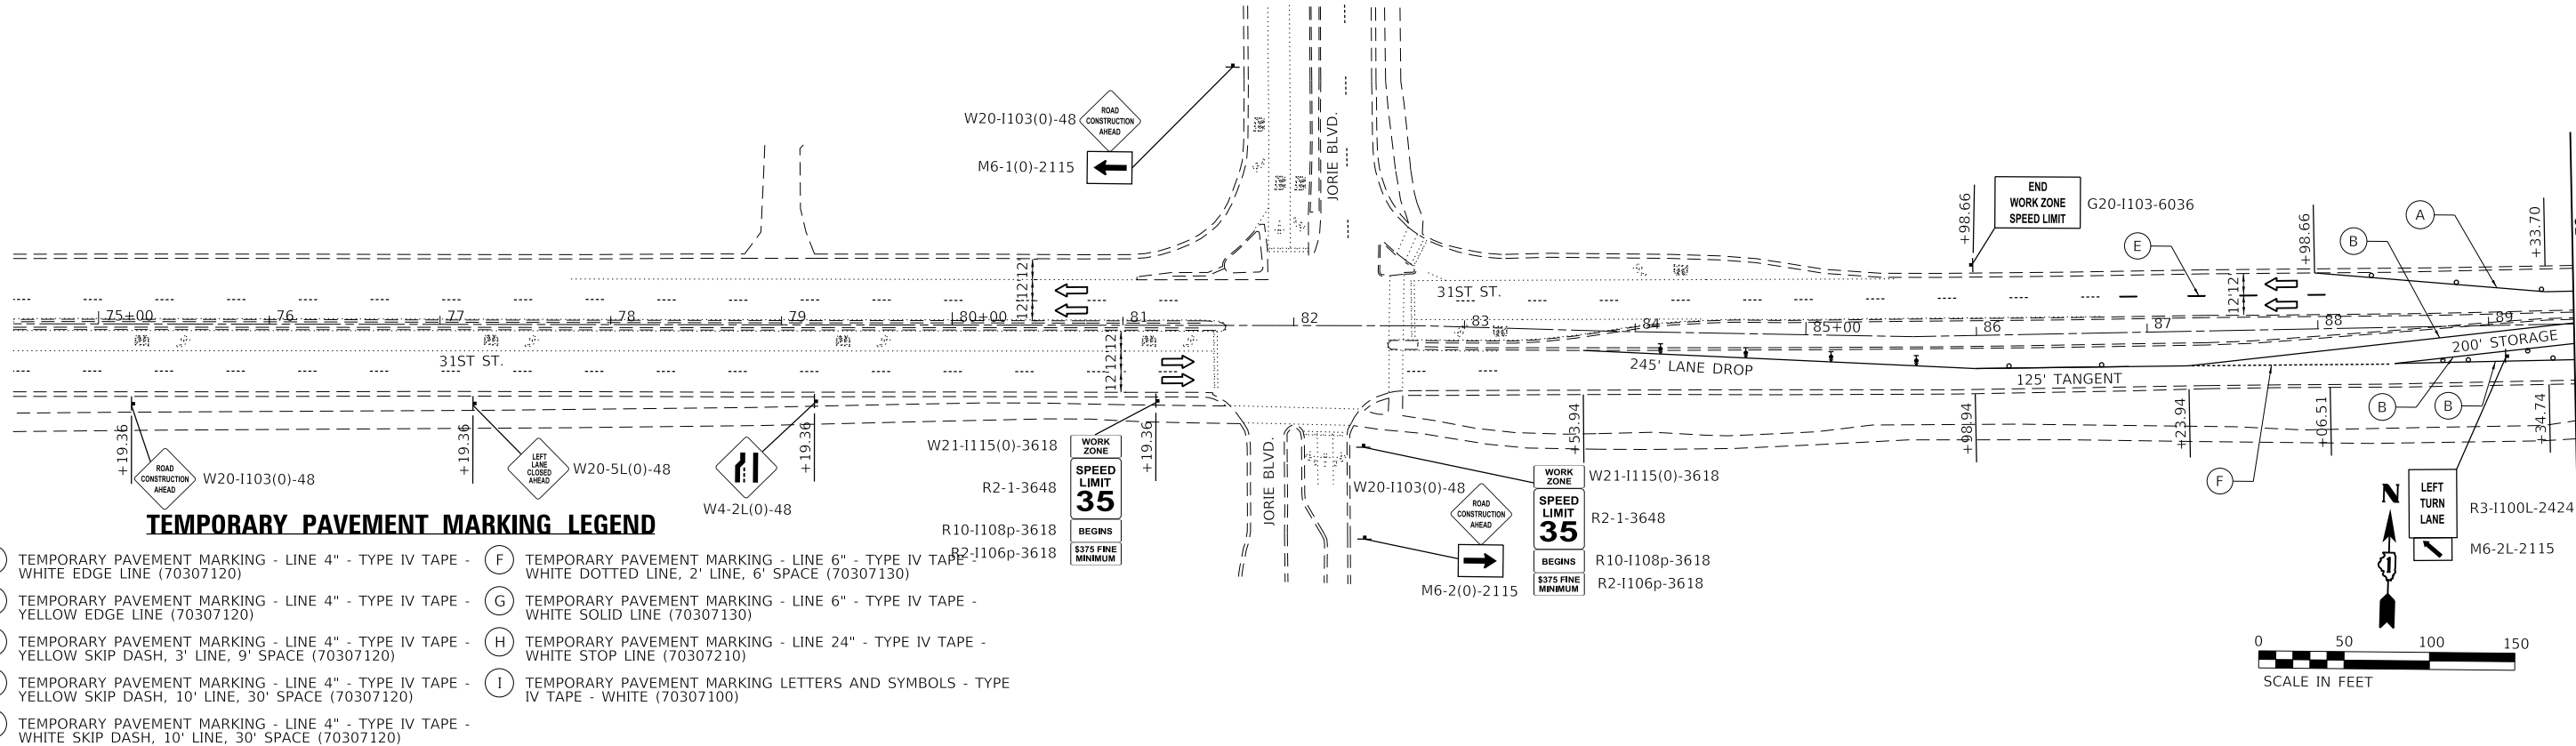 W20-I103(0)-48
ROAD
CONSTRUCTION
AHEAD
M6-1(0)-2115
JORIE BLVD.
+98.66
END
WORK ZONE
SPEED LIMIT
G20-I103-6036
E
+98.66
B
A
+33.70
12'12'12'
31ST ST.
12'12'
75+00
76
77
78
79
80+00
81
82
83
84
85+00
86
87
88
89
31ST ST.
12'12'12'
245' LANE DROP
125' TANGENT
200' STORAGE
+19.36
ROAD
CONSTRUCTION
AHEAD
W20-I103(0)-48
+19.36
LEFT
LANE
CLOSED
AHEAD
W20-5L(0)-48
W4-2L(0)-48
+19.36
W21-I115(0)-3618
WORK
ZONE
R2-1-3648
SPEED
LIMIT
35
R10-I108p-3618
BEGINS
R2-I106p-3618
$375 FINE
MINIMUM
+19.36
JORIE BLVD.
W20-I103(0)-48
ROAD
CONSTRUCTION
AHEAD
M6-2(0)-2115
WORK
ZONE
W21-I115(0)-3618
SPEED
LIMIT
35
R2-1-3648
BEGINS
R10-I108p-3618
$375 FINE
MINIMUM
R2-I106p-3618
+53.94
+98.94
+23.94
F
+06.51
B
B
+34.74
N
1
LEFT
TURN
LANE
R3-I100L-2424
M6-2L-2115
0 50 100 150
SCALE IN FEET
TEMPORARY PAVEMENT MARKING LEGEND
TEMPORARY PAVEMENT MARKING - LINE 4" - TYPE IV TAPE -
WHITE EDGE LINE (70307120)
TEMPORARY PAVEMENT MARKING - LINE 4" - TYPE IV TAPE -
YELLOW EDGE LINE (70307120)
TEMPORARY PAVEMENT MARKING - LINE 4" - TYPE IV TAPE -
YELLOW SKIP DASH, 3' LINE, 9' SPACE (70307120)
TEMPORARY PAVEMENT MARKING - LINE 4" - TYPE IV TAPE -
YELLOW SKIP DASH, 10' LINE, 30' SPACE (70307120)
TEMPORARY PAVEMENT MARKING - LINE 4" - TYPE IV TAPE -
WHITE SKIP DASH, 10' LINE, 30' SPACE (70307120)
F TEMPORARY PAVEMENT MARKING - LINE 6" - TYPE IV TAPE -
WHITE DOTTED LINE, 2' LINE, 6' SPACE (70307130)
G TEMPORARY PAVEMENT MARKING - LINE 6" - TYPE IV TAPE -
WHITE SOLID LINE (70307130)
H TEMPORARY PAVEMENT MARKING - LINE 24" - TYPE IV TAPE -
WHITE STOP LINE (70307210)
I TEMPORARY PAVEMENT MARKING LETTERS AND SYMBOLS - TYPE
IV TAPE - WHITE (70307100)